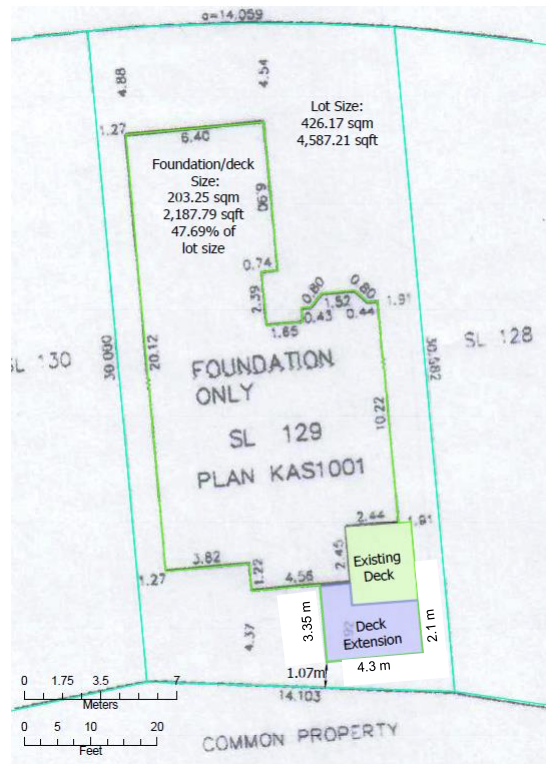 a=14.059
4.88
4.54
1.27
6.40
Lot Size:
426.17 sqm
4,587.21 sqft
Foundation/deck
Size:
203.25 sqm
2,187.79 sqft
47.69% of
lot size
6.90
0.74
2.39
0.80
1.52
0.80
1.91
1.65
0.43
0.44
SL 130
30.090
20.12
30.582
SL 128
FOUNDATION
ONLY
10.22
SL 129
PLAN KAS1001
2.44
1.91
3.82
1.22
2.45
Existing
Deck
1.27
4.56
4.37
3.35 m
Deck
Extension
2.1 m
1.07m
4.3 m
0 1.75 3.5 7
Meters
14.103
0 5 10 20
Feet
COMMON PROPERTY